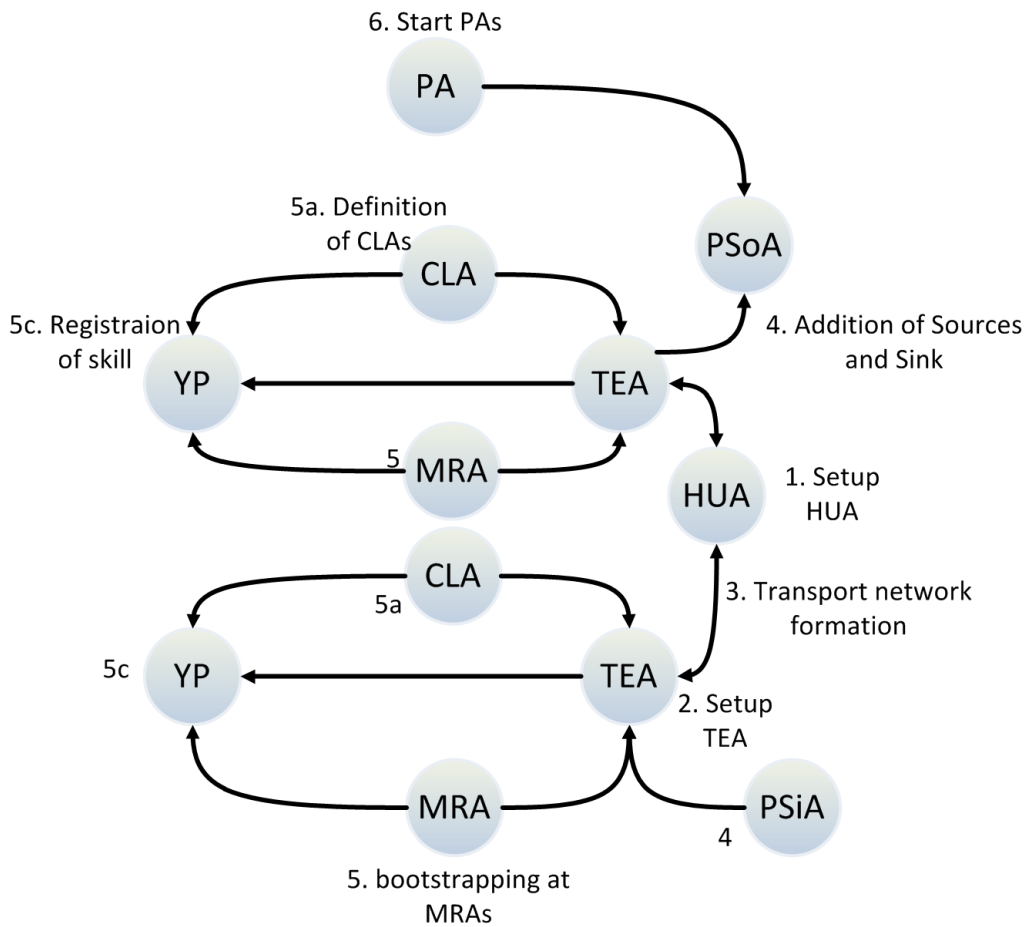 6. Start PAs
PA
5a. Definition
of CLAs
PSoA
CLA
5c. Registraion
of skill
4. Addition of Sources
and Sink
YP
TEA
5
MRA
HUA
1. Setup
HUA
CLA
5a
3. Transport network
formation
5c
YP
TEA
2. Setup
TEA
MRA
PSiA
4
5. bootstrapping at
MRAs